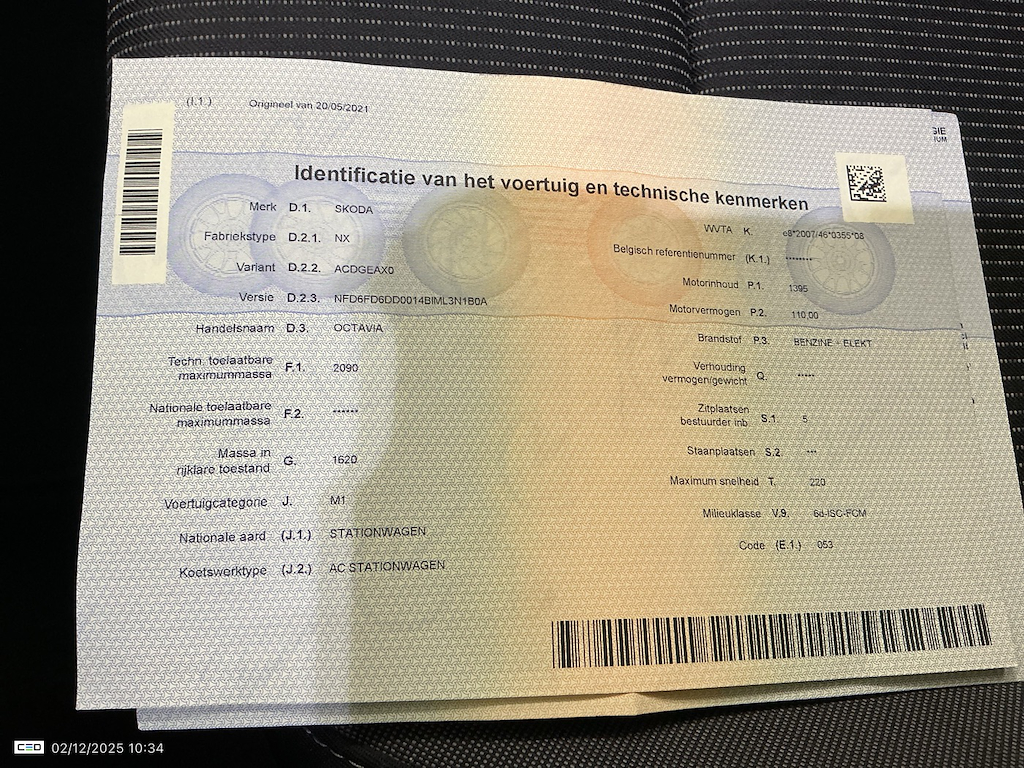 (I.1.) Origineel van 20/05/2021
GIE
IUM
Identificatie van het voertuig en technische kenmerken
Merk D.1. SKODA
Fabriekstype D.2.1. NX
Variant D.2.2. ACDGEAX0
Versie D.2.3. NFD6FD6DD0014BIML3N1B0A
Handelsnaam D.3. OCTAVIA
Techn. toelaatbare
maximummassa F.1. 2090
Nationale toelaatbare
maximummassa F.2. ******
Massa in
rijklare toestand G. 1620
Voertuigcategorie J. M1
Nationale aard (J.1.) STATIONWAGEN
Koetswerktype (J.2.) AC STATIONWAGEN
WVTA K. e8*2007/46*0355*08
Belgisch referentienummer (K.1.) ********
Motorinhoud P.1. 1395
Motorvermogen P.2. 110,00
Brandstof P.3. BENZINE - ELEKT
Verhouding
vermogen/gewicht Q. *****
Zitplaatsen
bestuurder inb S.1. 5
Staanplaatsen S.2. ***
Maximum snelheid T. 220
Milieuklasse V.9. 6d-ISC-FCM
Code (E.1.) 053
CEO 02/12/2025 10:34